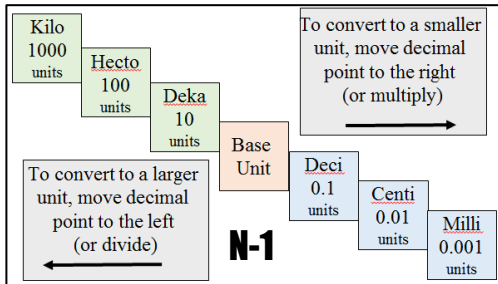 Kilo
1000
units
Hecto
100
units
Deka
10
units
Base
Unit
Deci
0.1
units
Centi
0.01
units
Milli
0.001
units
To convert to a smaller
unit, move decimal
point to the right
(or multiply)
To convert to a larger
unit, move decimal
point to the left
(or divide)
N-1